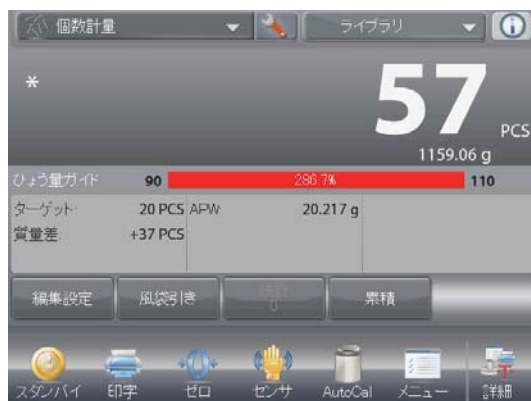 個数計量 ライブラリ
*
57 PCS
1159.06 g
ひょう量ガイド 90 286.7% 110
ターゲット: 20 PCS APW: 20.217 g
質量差: +37 PCS
編集設定 風袋引き 累積
スタンバイ 印字 ゼロ センサ AutoCal メニュー 詳細